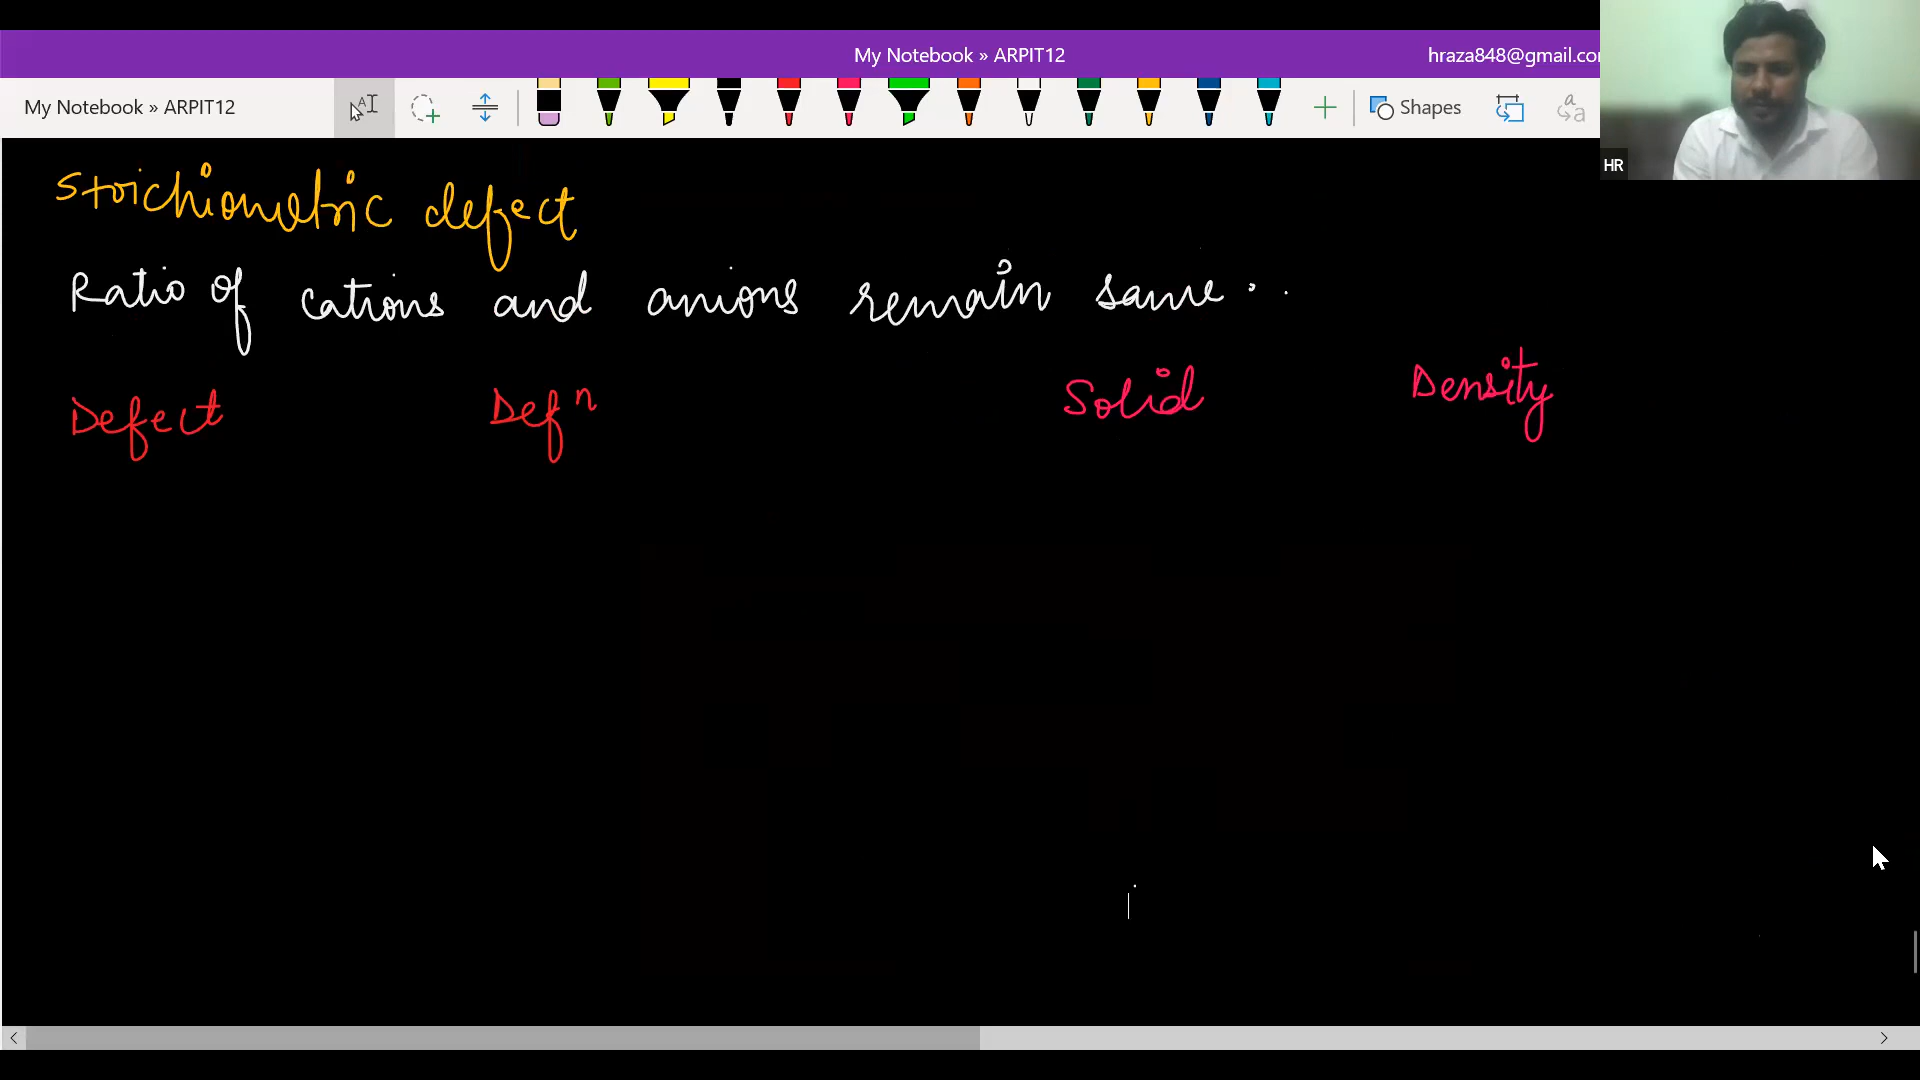 My Notebook » ARPIT12
hraza848@gmail.co
My Notebook » ARPIT12
Shapes
HR
Stoichiometric defect
Ratio of cations and anions remain same .
Defect Defn Solid Density